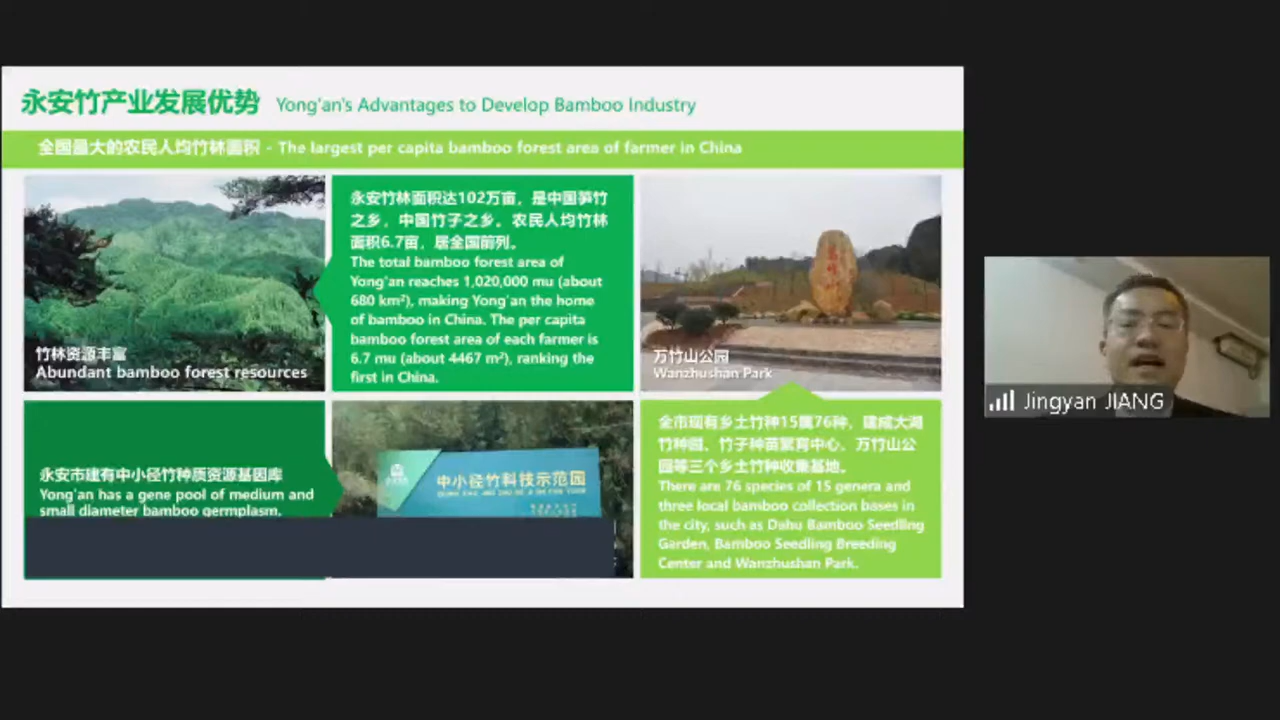 永安竹产业发展优势 Yong'an's Advantages to Develop Bamboo Industry
全国最大的农民人均竹林面积 - The largest per capita bamboo forest area of farmer in China
竹林资源丰富
Abundant bamboo forest resources
永安竹林面积达102万亩，是中国笋竹
之乡，中国竹子之乡。农民人均竹林
面积6.7亩，居全国前列。
The total bamboo forest area of
Yong'an reaches 1,020,000 mu (about
680 km²), making Yong'an the home
of bamboo in China. The per capita
bamboo forest area of each farmer is
6.7 mu (about 4467 m²), ranking the
first in China.
万竹山公园
Wanzhushan Park
永安市建有中小径竹种质资源基因库
Yong'an has a gene pool of medium and
small diameter bamboo germplasm.
中小径竹科技示范园
全市现有乡土竹种15属76种，建成大湖
竹种园、竹子种苗繁育中心、万竹山公
园等三个乡土竹种收集基地。
There are 76 species of 15 genera and
three local bamboo collection bases in
the city, such as Dahu Bamboo Seedling
Garden, Bamboo Seedling Breeding
Center and Wanzhushan Park.
Jingyan JIANG